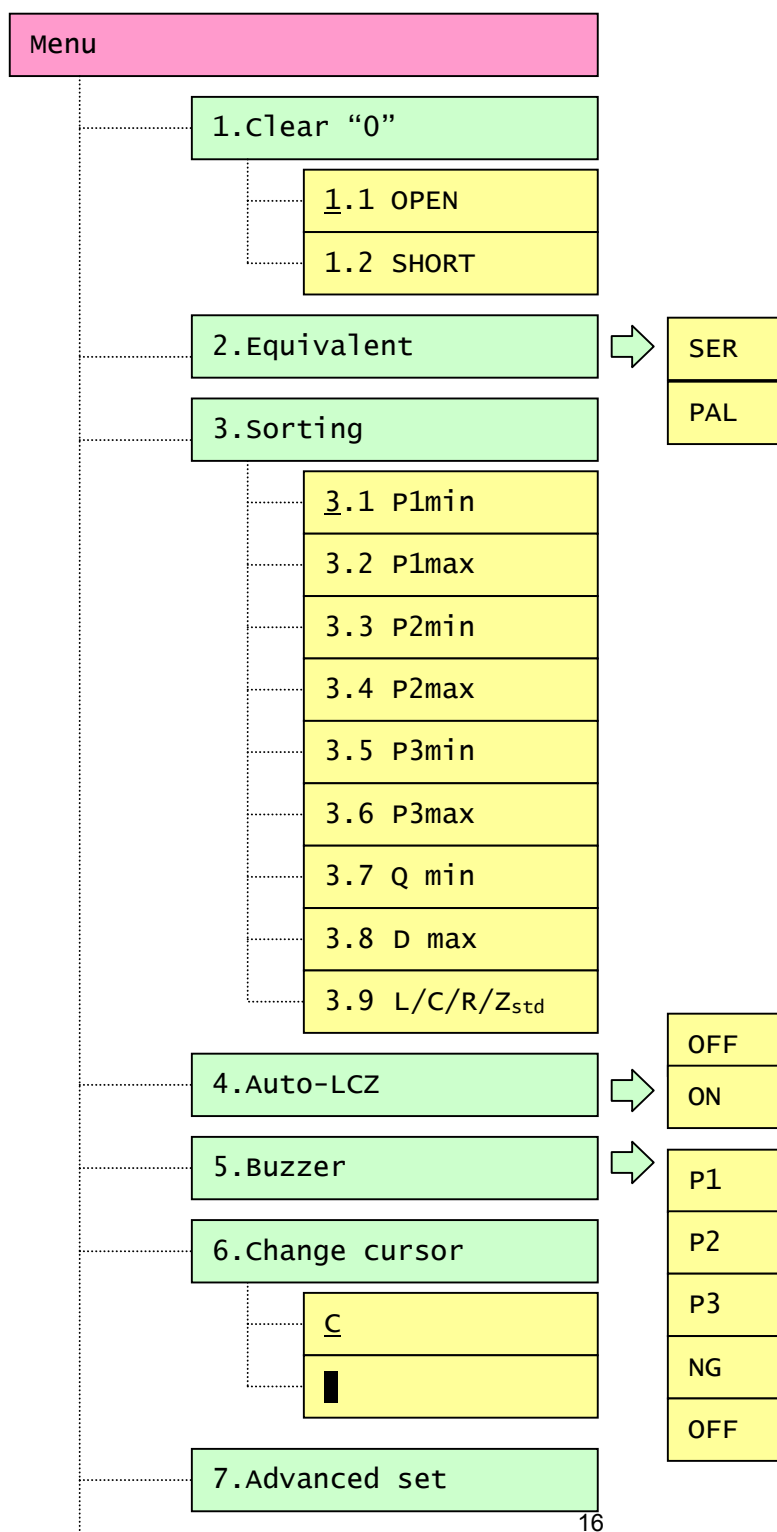 Menu
1.Clear “0”
1.1 OPEN
1.2 SHORT
2.Equivalent
SER
PAL
3.Sorting
3.1 P1min
3.2 P1max
3.3 P2min
3.4 P2max
3.5 P3min
3.6 P3max
3.7 Q min
3.8 D max
3.9 L/C/R/Zstd
4.Auto-LCZ
OFF
ON
5.Buzzer
P1
P2
P3
NG
OFF
6.Change cursor
C
7.Advanced set
16